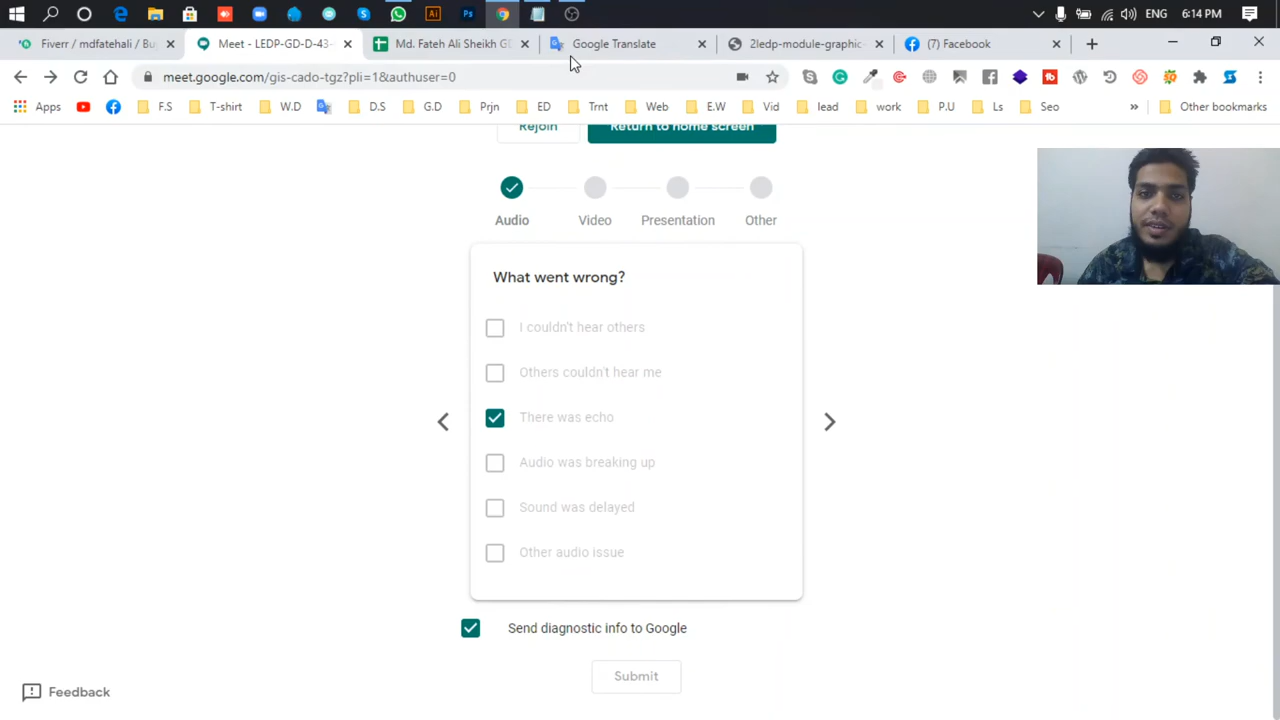 ENG 6:14 PM
Fiverr / mdfatehali / Bu
Meet - LEDP-GD-D-43-
Md. Fateh Ali Sheikh GD
Google Translate
2ledp-module-graphic-
(7) Facebook
meet.google.com/gis-cado-tgz?pli=1&authuser=0
Apps F.S T-shirt W.D D.S G.D Prjn ED Trnt Web E.W Vid lead work P.U Ls Seo » Other bookmarks
Rejoin Return to home screen
Audio Video Presentation Other
What went wrong?
I couldn't hear others
Others couldn't hear me
There was echo
Audio was breaking up
Sound was delayed
Other audio issue
Send diagnostic info to Google
Submit
Feedback